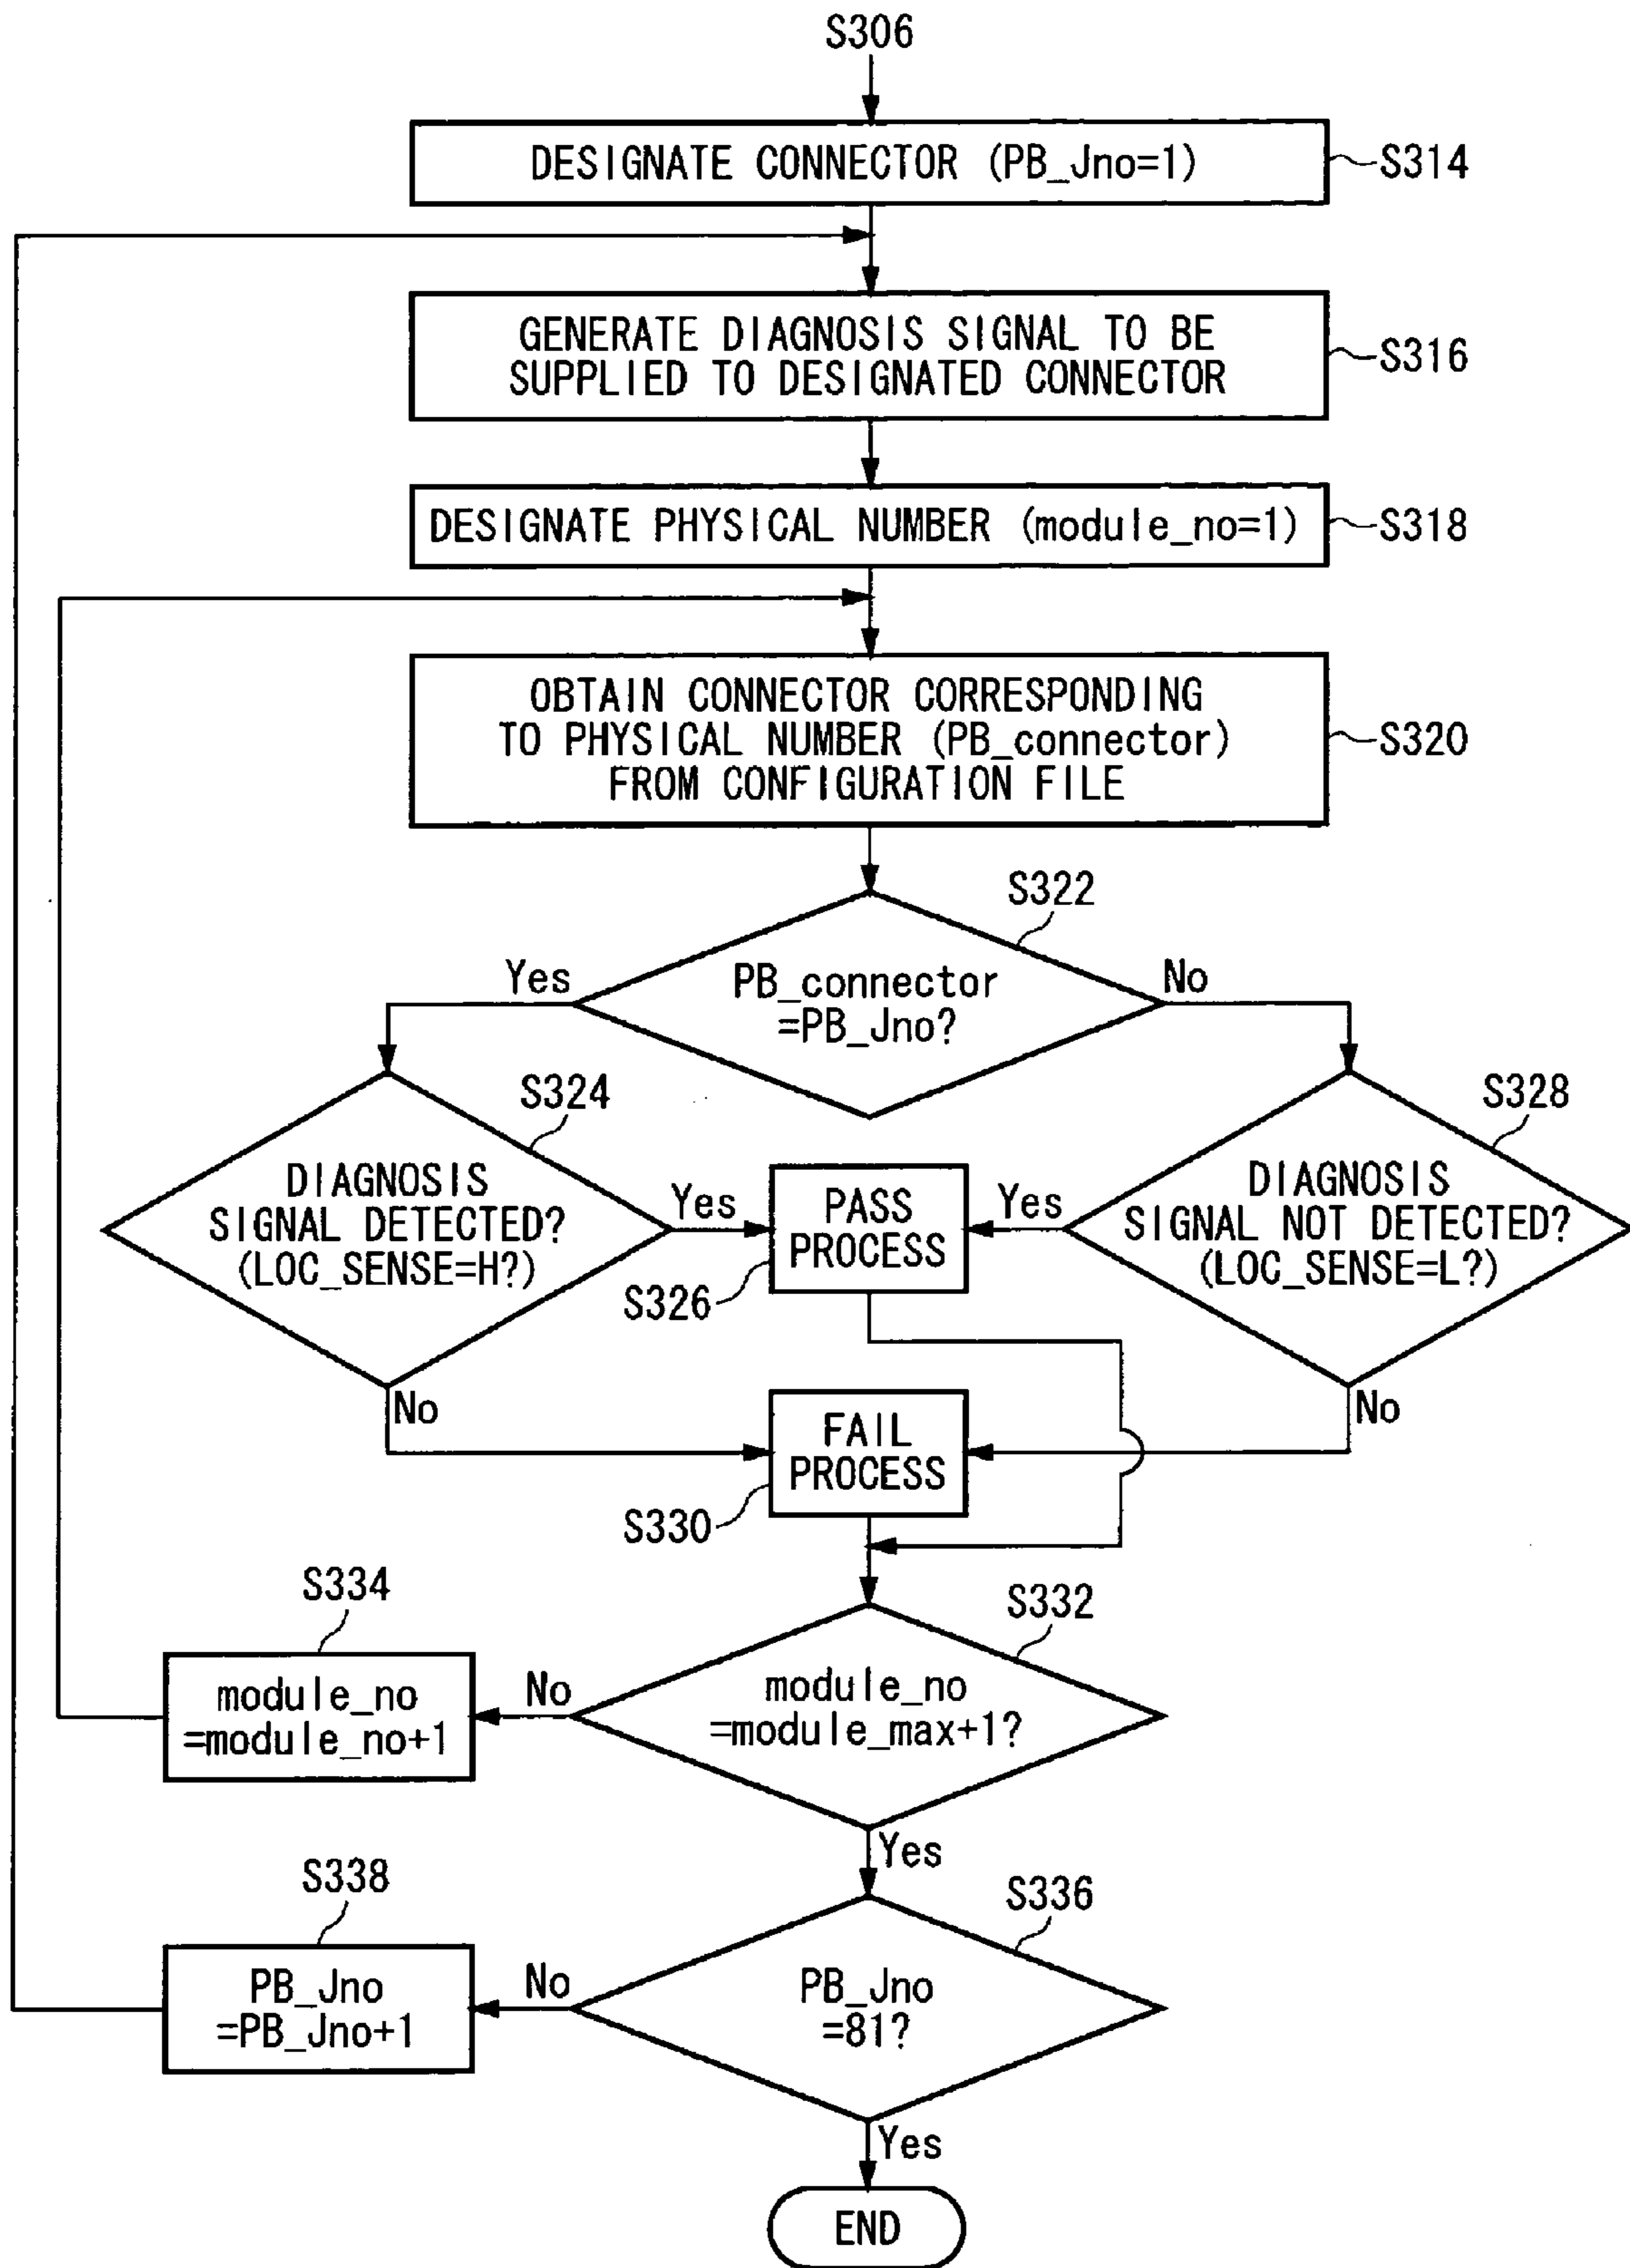 S306
DESIGNATE CONNECTOR (PB_Jno=1)
S314
GENERATE DIAGNOSIS SIGNAL TO BE
SUPPLIED TO DESIGNATED CONNECTOR
S316
DESIGNATE PHYSICAL NUMBER (module_no=1)
S318
OBTAIN CONNECTOR CORRESPONDING
TO PHYSICAL NUMBER (PB_connector)
FROM CONFIGURATION FILE
S320
S322
PB_connector
=PB_Jno?
Yes
No
S324
DIAGNOSIS
SIGNAL DETECTED?
(LOC_SENSE=H?)
Yes
No
PASS
PROCESS
S326
S328
DIAGNOSIS
SIGNAL NOT DETECTED?
(LOC_SENSE=L?)
Yes
No
FAIL
PROCESS
S330
S332
module_no
=module_max+1?
No
Yes
S334
module_no
=module_no+1
S336
PB_Jno
=81?
No
Yes
S338
PB_Jno
=PB_Jno+1
END